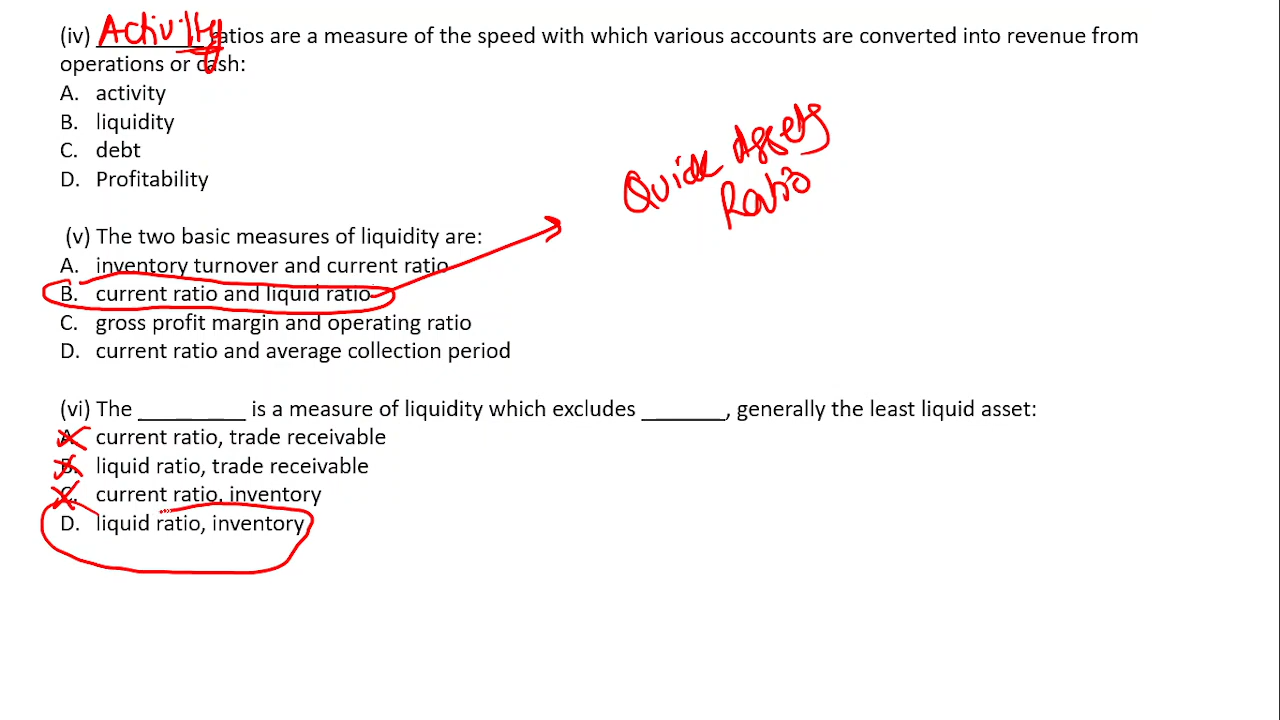 (iv) Activity ratios are a measure of the speed with which various accounts are converted into revenue from
operations or cash:
A. activity
B. liquidity
C. debt
D. Profitability
Quick Assets
Ratio
(v) The two basic measures of liquidity are:
A. inventory turnover and current ratio
B. current ratio and liquid ratio
C. gross profit margin and operating ratio
D. current ratio and average collection period
(vi) The _________ is a measure of liquidity which excludes _______, generally the least liquid asset:
A. current ratio, trade receivable
B. liquid ratio, trade receivable
C. current ratio, inventory
D. liquid ratio, inventory